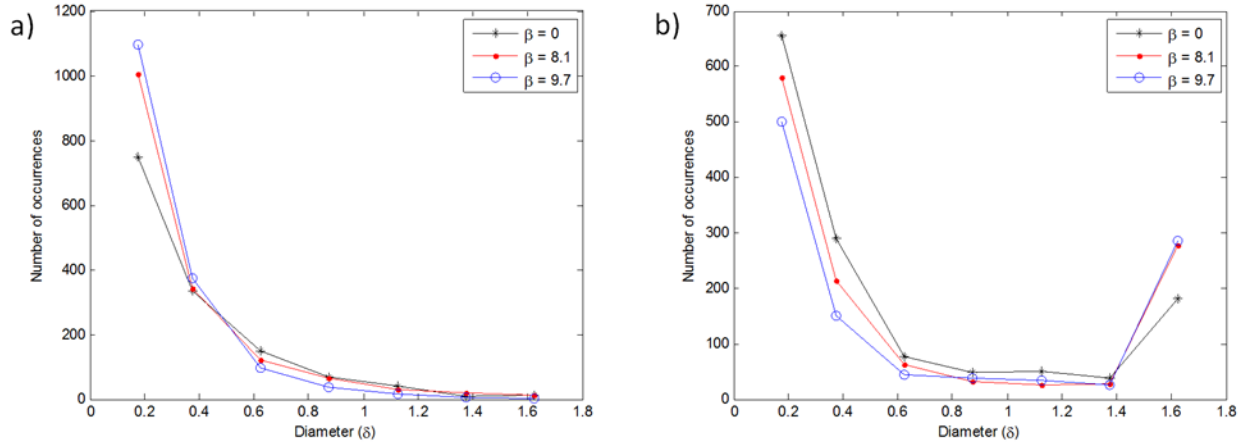 a)
Number of occurrences
1200
1000
800
600
400
200
0
0 0.2 0.4 0.6 0.8 1 1.2 1.4 1.6 1.8
Diameter (δ)
β = 0
β = 8.1
β = 9.7
b)
Number of occurrences
700
600
500
400
300
200
100
0
0 0.2 0.4 0.6 0.8 1 1.2 1.4 1.6 1.8
Diameter (δ)
β = 0
β = 8.1
β = 9.7